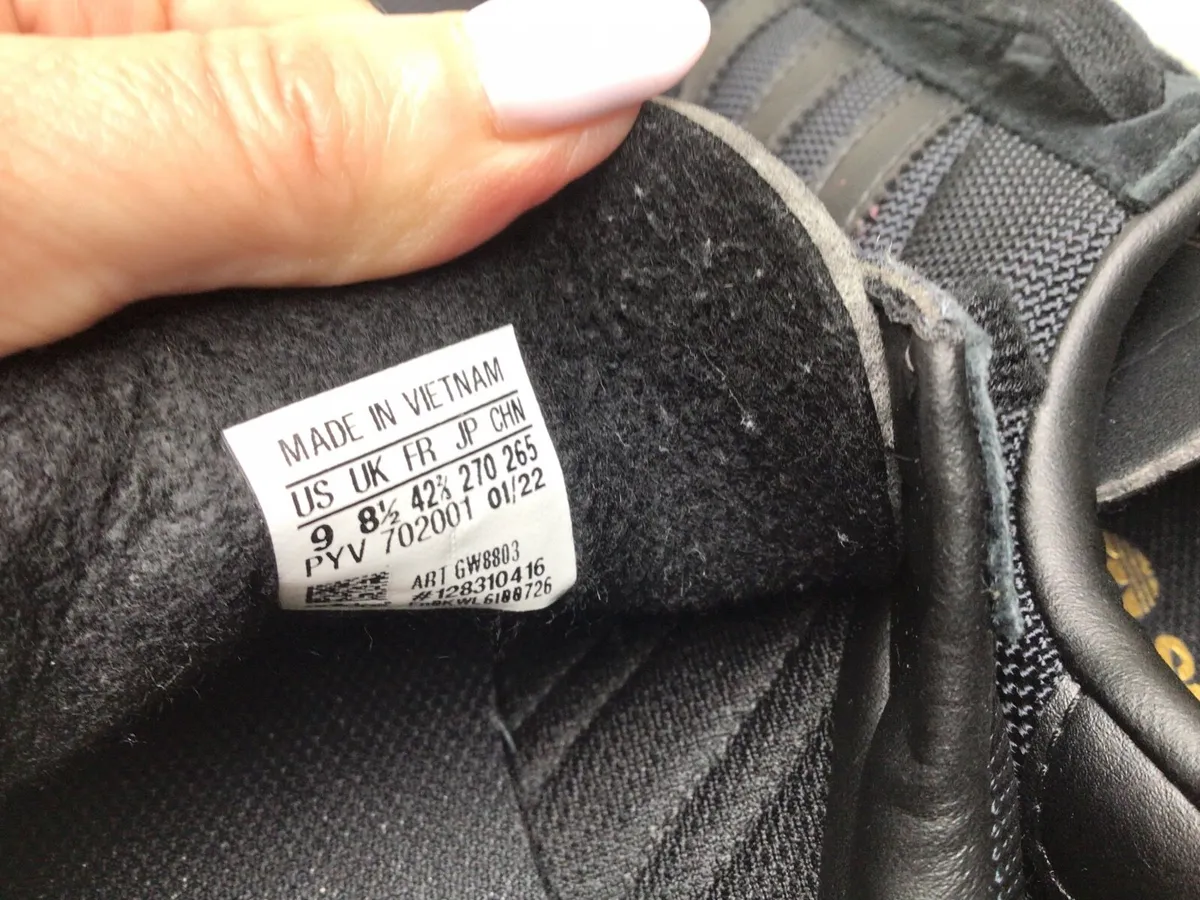 MADE IN VIETNAM
US UK FR JP CHN
9 8½ 42⅔ 270 265
PYV 702001 01/22
ART GW8803
#128310416